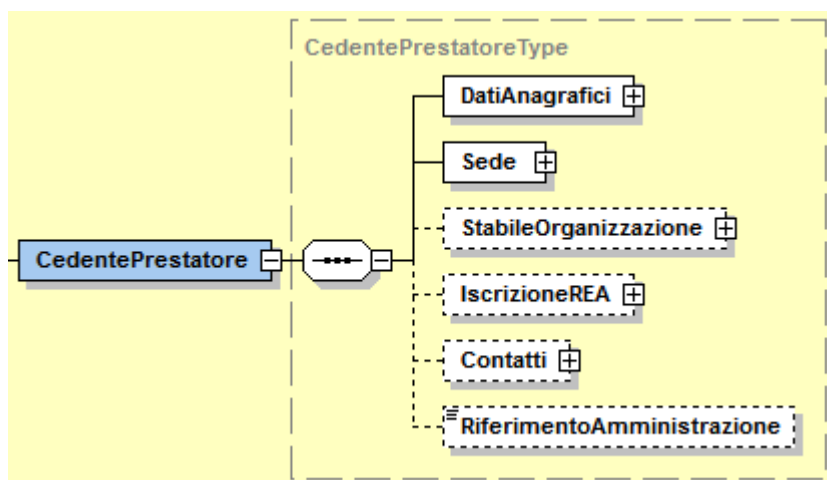 CedentePrestatoreType
DatiAnagrafici
Sede
StabileOrganizzazione
CedentePrestatore
IscrizioneREA
Contatti
RiferimentoAmministrazione